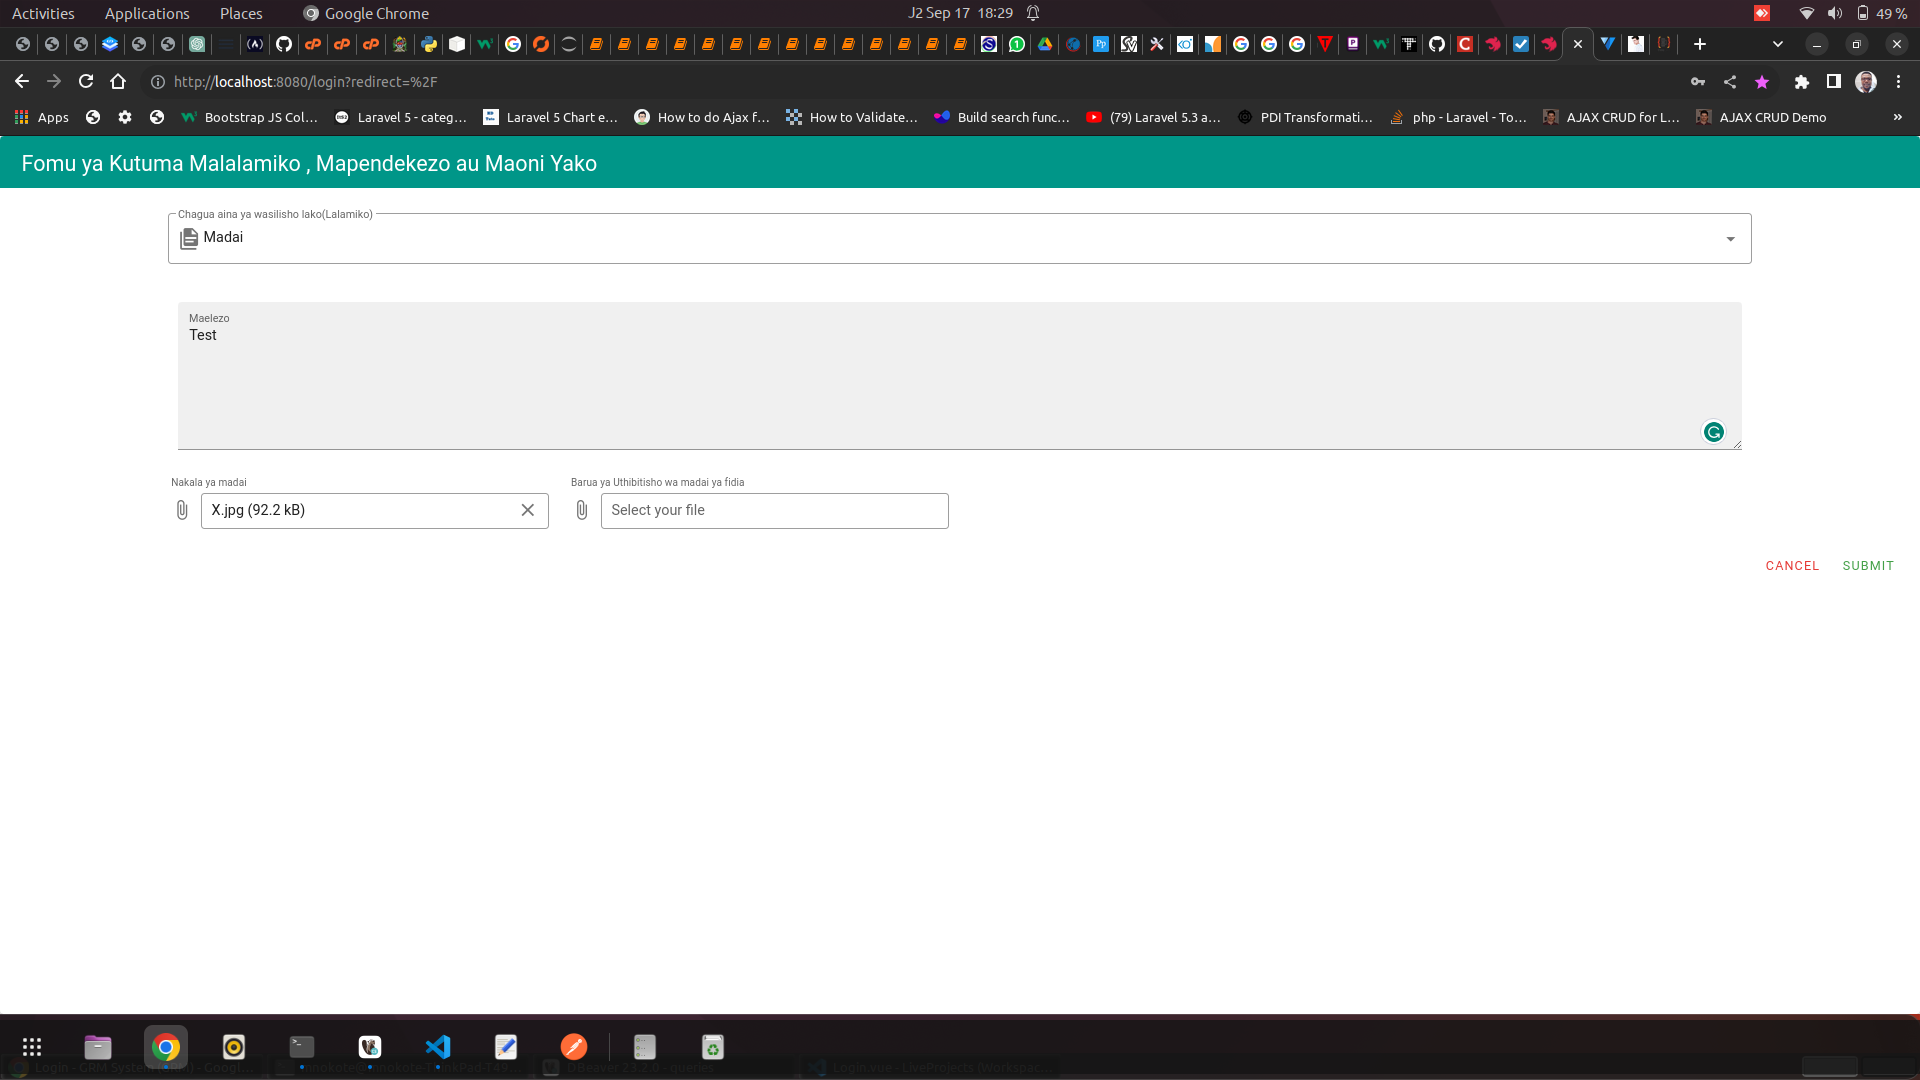 Activities Applications Places Google Chrome J2 Sep 17 18:29 49 %
http://localhost:8080/login?redirect=%2F
Apps Bootstrap JS Col... Laravel 5 - categ... Laravel 5 Chart e... How to do Ajax f... How to Validate... Build search func... (79) Laravel 5.3 a... PDI Transformati... php - Laravel - To... AJAX CRUD for L... AJAX CRUD Demo »
Fomu ya Kutuma Malalamiko , Mapendekezo au Maoni Yako
Chagua aina ya wasilisho lako(Lalamiko)
Madai
Maelezo
Test
Nakala ya madai Barua ya Uthibitisho wa madai ya fidia
X.jpg (92.2 kB) Select your file
CANCEL SUBMIT